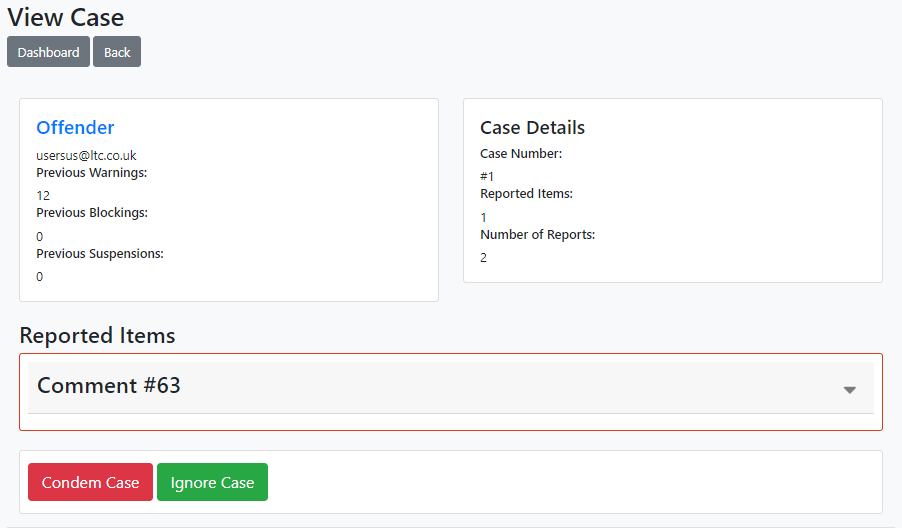 View Case
Dashboard Back
Offender
usersus@ltc.co.uk
Previous Warnings:
12
Previous Blockings:
0
Previous Suspensions:
0
Case Details
Case Number:
#1
Reported Items:
1
Number of Reports:
2
Reported Items
Comment #63
Condem Case Ignore Case